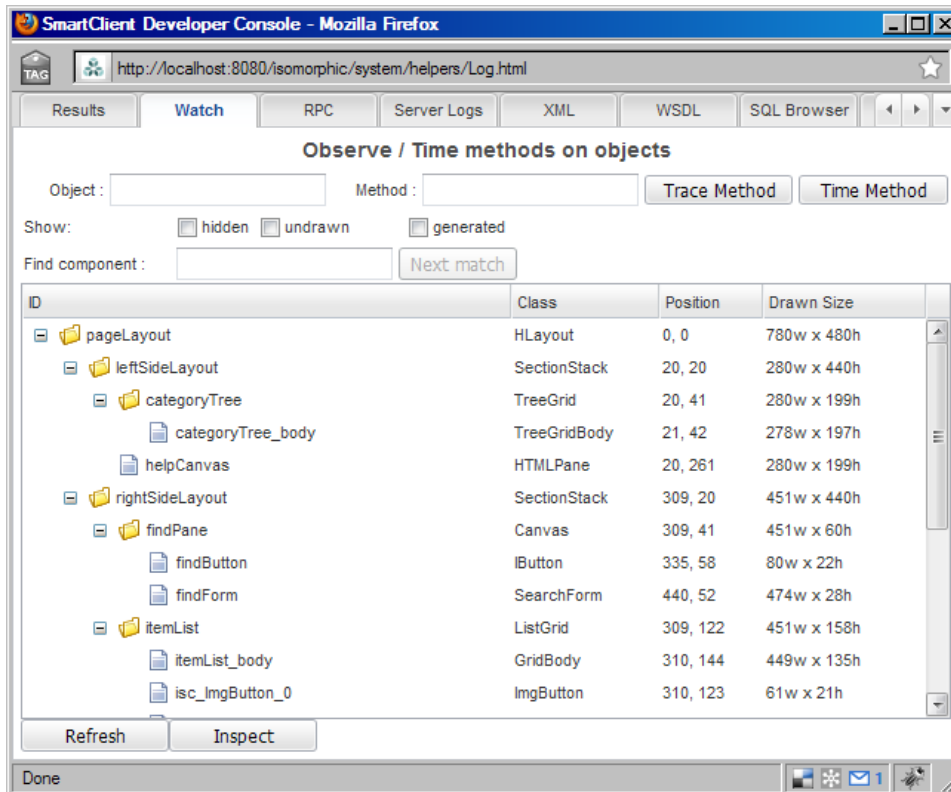 SmartClient Developer Console - Mozilla Firefox
TAG http://localhost:8080/isomorphic/system/helpers/Log.html
Results Watch RPC Server Logs XML WSDL SQL Browser
Observe / Time methods on objects
Object : Method : Trace Method Time Method
Show: hidden undrawn generated
Find component : Next match
ID Class Position Drawn Size
pageLayout HLayout 0, 0 780w x 480h
leftSideLayout SectionStack 20, 20 280w x 440h
categoryTree TreeGrid 20, 41 280w x 199h
categoryTree_body TreeGridBody 21, 42 278w x 197h
helpCanvas HTMLPane 20, 261 280w x 199h
rightSideLayout SectionStack 309, 20 451w x 440h
findPane Canvas 309, 41 451w x 60h
findButton IButton 335, 58 80w x 22h
findForm SearchForm 440, 52 474w x 28h
itemList ListGrid 309, 122 451w x 158h
itemList_body GridBody 310, 144 449w x 135h
isc_ImgButton_0 ImgButton 310, 123 61w x 21h
Refresh Inspect
Done 1